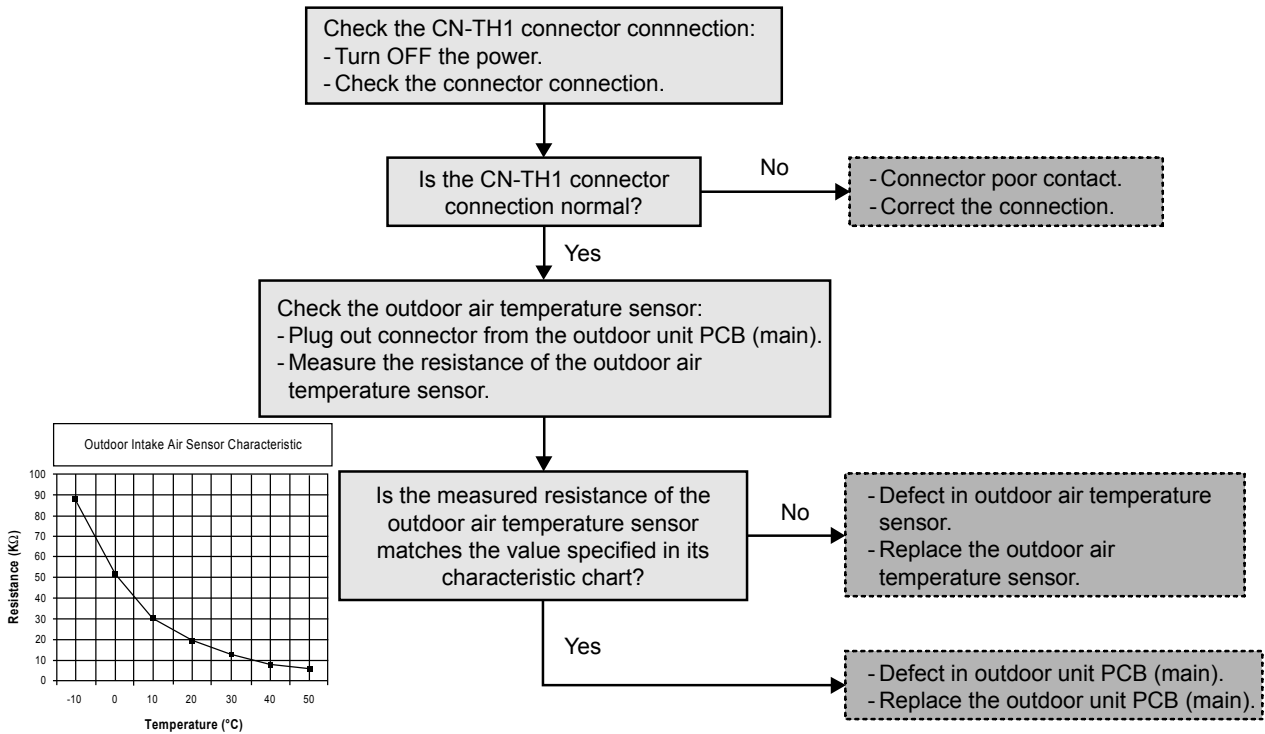 Check the CN-TH1 connector connnection:
- Turn OFF the power.
- Check the connector connection.
Is the CN-TH1 connector
connection normal?
No
- Connector poor contact.
- Correct the connection.
Yes
Check the outdoor air temperature sensor:
- Plug out connector from the outdoor unit PCB (main).
- Measure the resistance of the outdoor air
temperature sensor.
Outdoor Intake Air Sensor Characteristic
Resistance (KΩ)
100
90
80
70
60
50
40
30
20
10
0
-10 0 10 20 30 40 50
Temperature (°C)
Is the measured resistance of the
outdoor air temperature sensor
matches the value specified in its
characteristic chart?
No
- Defect in outdoor air temperature
sensor.
- Replace the outdoor air
temperature sensor.
Yes
- Defect in outdoor unit PCB (main).
- Replace the outdoor unit PCB (main).